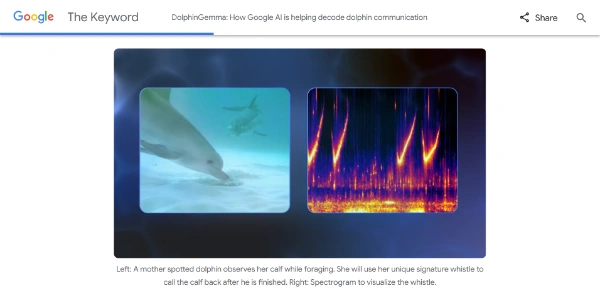 Google The Keyword DolphinGemma: How Google AI is helping decode dolphin communication Share
Left: A mother spotted dolphin observes her calf while foraging. She will use her unique signature whistle to
call the calf back after he is finished. Right: Spectrogram to visualize the whistle.